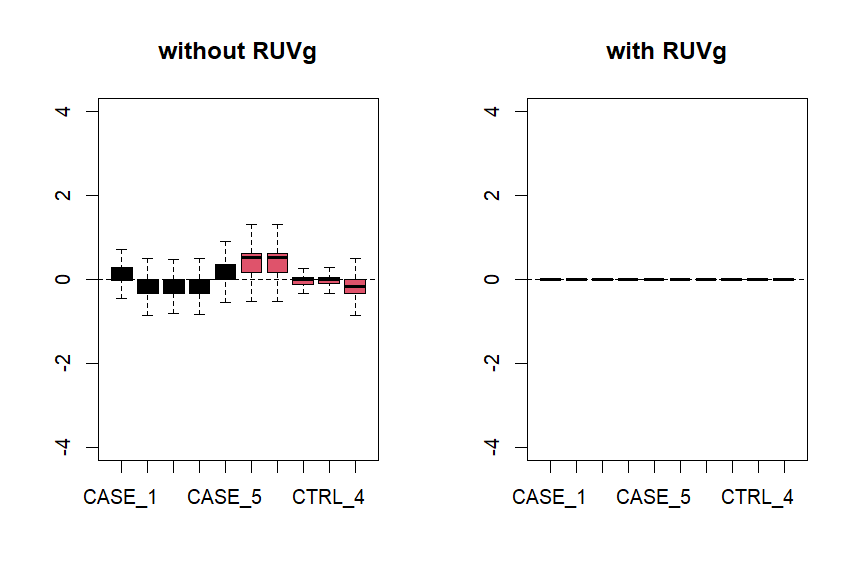 without RUVg
4
2
0
-2
-4
CASE_1
CASE_5
CTRL_4
with RUVg
4
2
0
-2
-4
CASE_1
CASE_5
CTRL_4